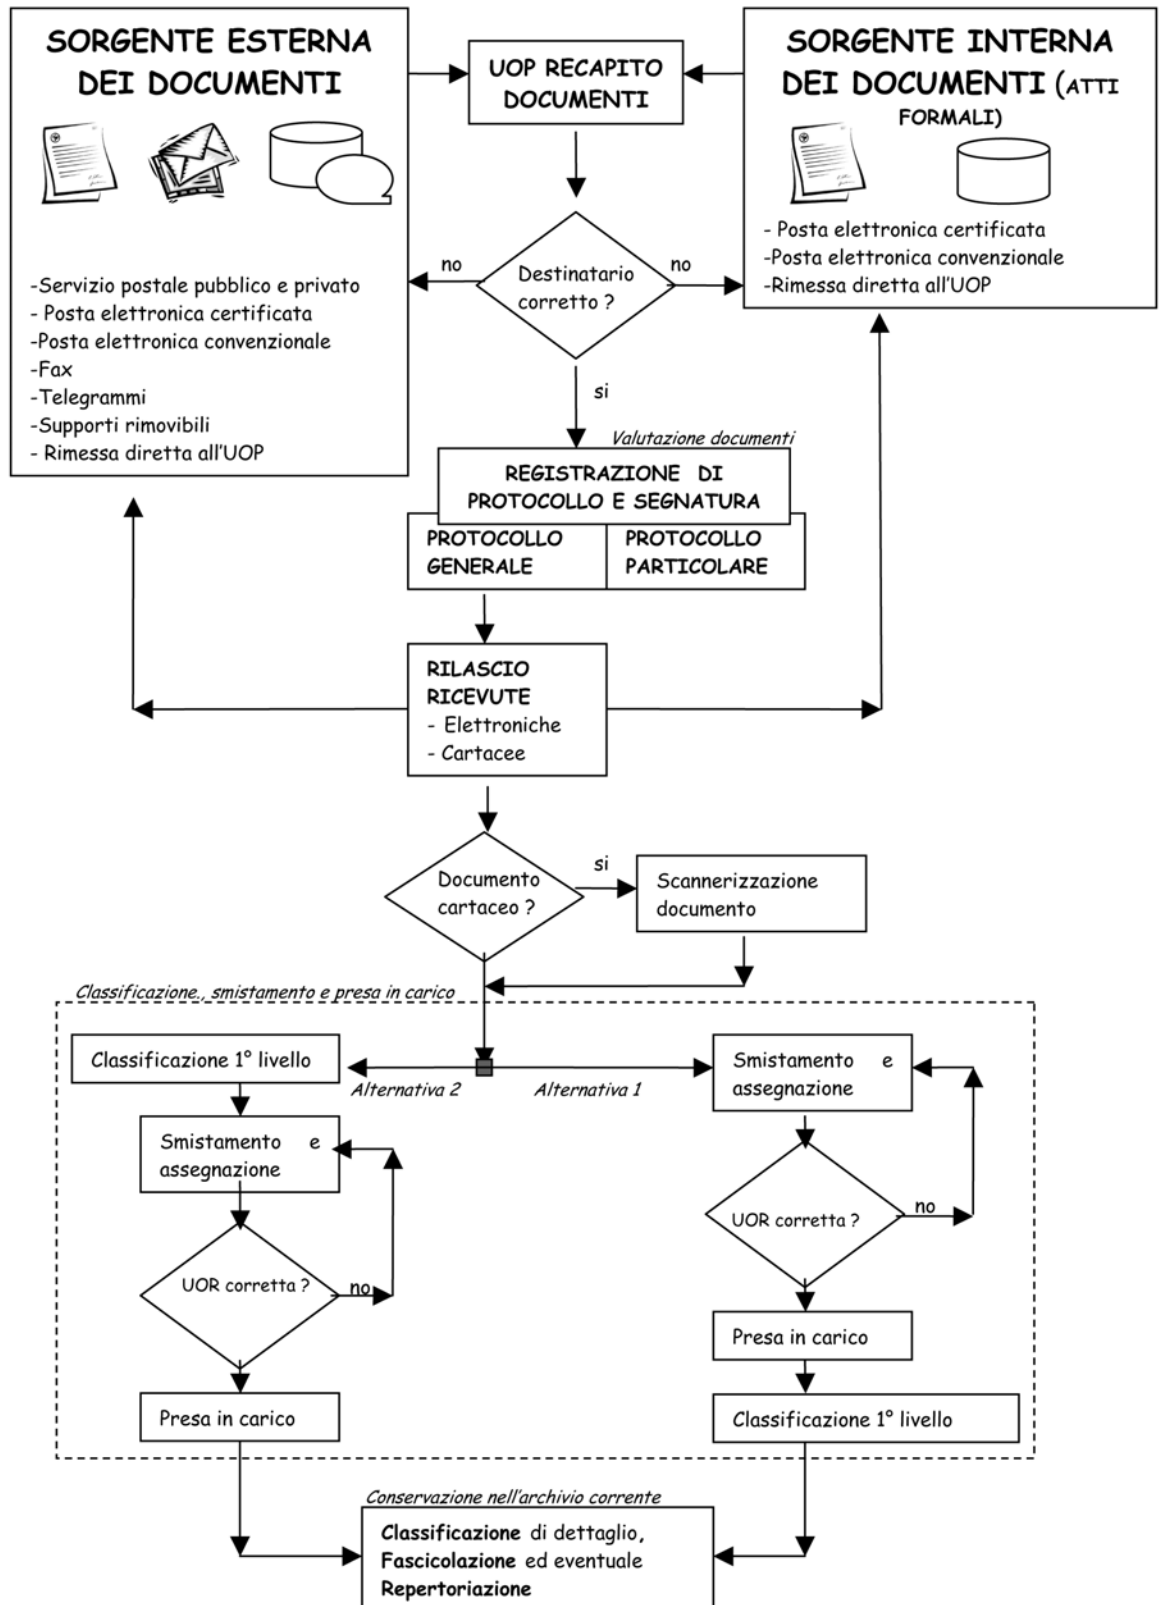 SORGENTE ESTERNA
DEI DOCUMENTI
-Servizio postale pubblico e privato
- Posta elettronica certificata
-Posta elettronica convenzionale
-Fax
-Telegrammi
-Supporti rimovibili
- Rimessa diretta all'UOP
UOP RECAPITO
DOCUMENTI
SORGENTE INTERNA
DEI DOCUMENTI (ATTI
FORMALI)
- Posta elettronica certificata
-Posta elettronica convenzionale
-Rimessa diretta all'UOP
no
Destinatario
corretto ?
no
si
Valutazione documenti
REGISTRAZIONE DI
PROTOCOLLO E SEGNATURA
PROTOCOLLO
GENERALE
PROTOCOLLO
PARTICOLARE
RILASCIO
RICEVUTE
- Elettroniche
- Cartacee
Documento
cartaceo ?
si
Scannerizzazione
documento
Classificazione., smistamento e presa in carico
Classificazione 1° livello
Alternativa 2
Alternativa 1
Smistamento e
assegnazione
Smistamento e
assegnazione
UOR corretta ?
no
UOR corretta ?
no
Presa in carico
Presa in carico
Classificazione 1° livello
Conservazione nell'archivio corrente
Classificazione di dettaglio,
Fascicolazione ed eventuale
Repertoriazione